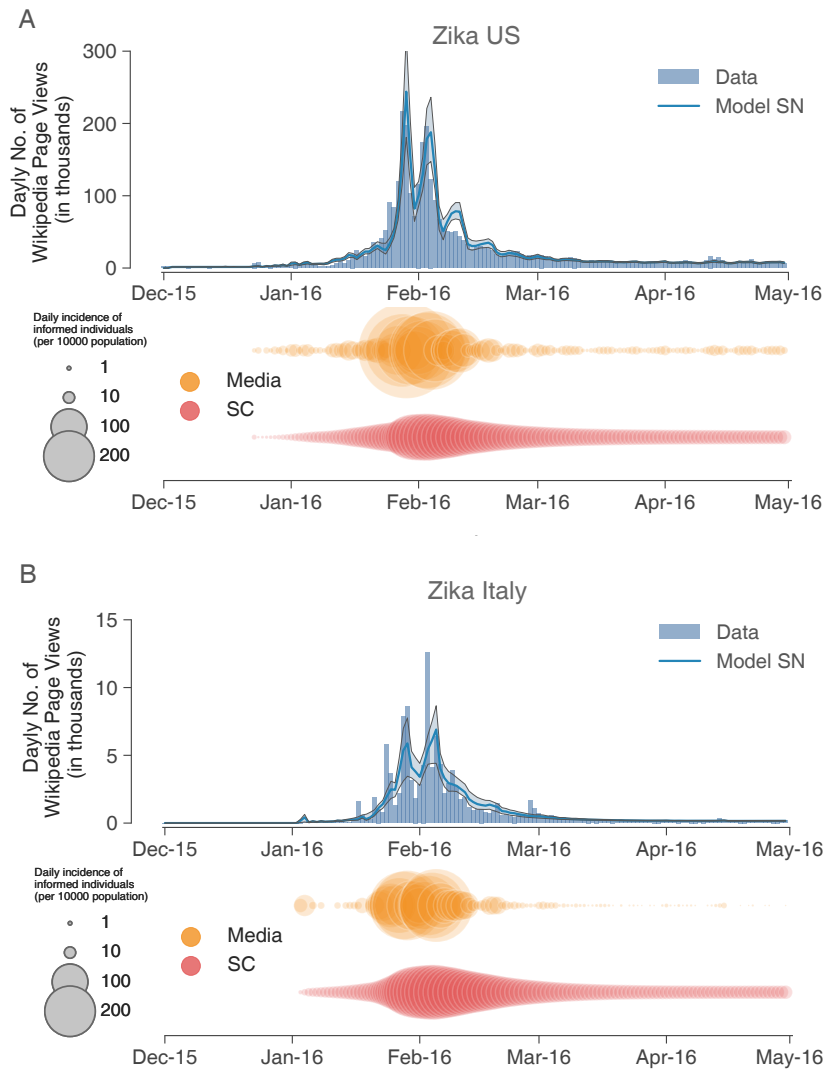 A
Zika US
Dayly No. of
Wikipedia Page Views
(in thousands)
300
200
100
0
Data
Model SN
Dec-15 Jan-16 Feb-16 Mar-16 Apr-16 May-16
Daily incidence of
informed individuals
(per 10000 population)
1
10
100
200
Media
SC
Dec-15 Jan-16 Feb-16 Mar-16 Apr-16 May-16
B
Zika Italy
Dayly No. of
Wikipedia Page Views
(in thousands)
15
10
5
0
Data
Model SN
Dec-15 Jan-16 Feb-16 Mar-16 Apr-16 May-16
Daily incidence of
informed individuals
(per 10000 population)
1
10
100
200
Media
SC
Dec-15 Jan-16 Feb-16 Mar-16 Apr-16 May-16